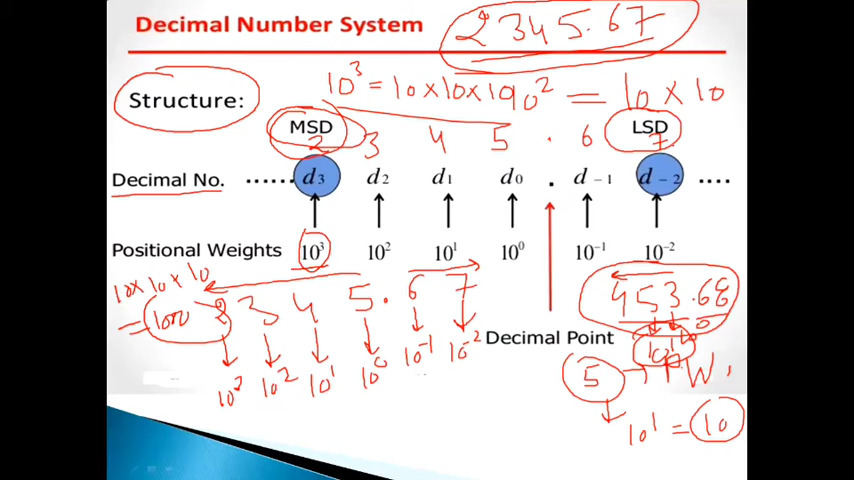 Decimal Number System
2345.67
10³ = 10×10×10
10² = 10×10
Structure:
MSD
LSD
2 3 4 5 . 6 7
Decimal No. ...... d₃ d₂ d₁ d₀ . d₋₁ d₋₂ ....
Positional Weights 10³ 10² 10¹ 10⁰ 10⁻¹ 10⁻²
10×10×10
= 1000
2 3 4 5 . 6 7
10³ 10² 10¹ 10⁰ 10⁻¹ 10⁻²
Decimal Point
453.68
10¹
5 → P.W.
10¹ = 10